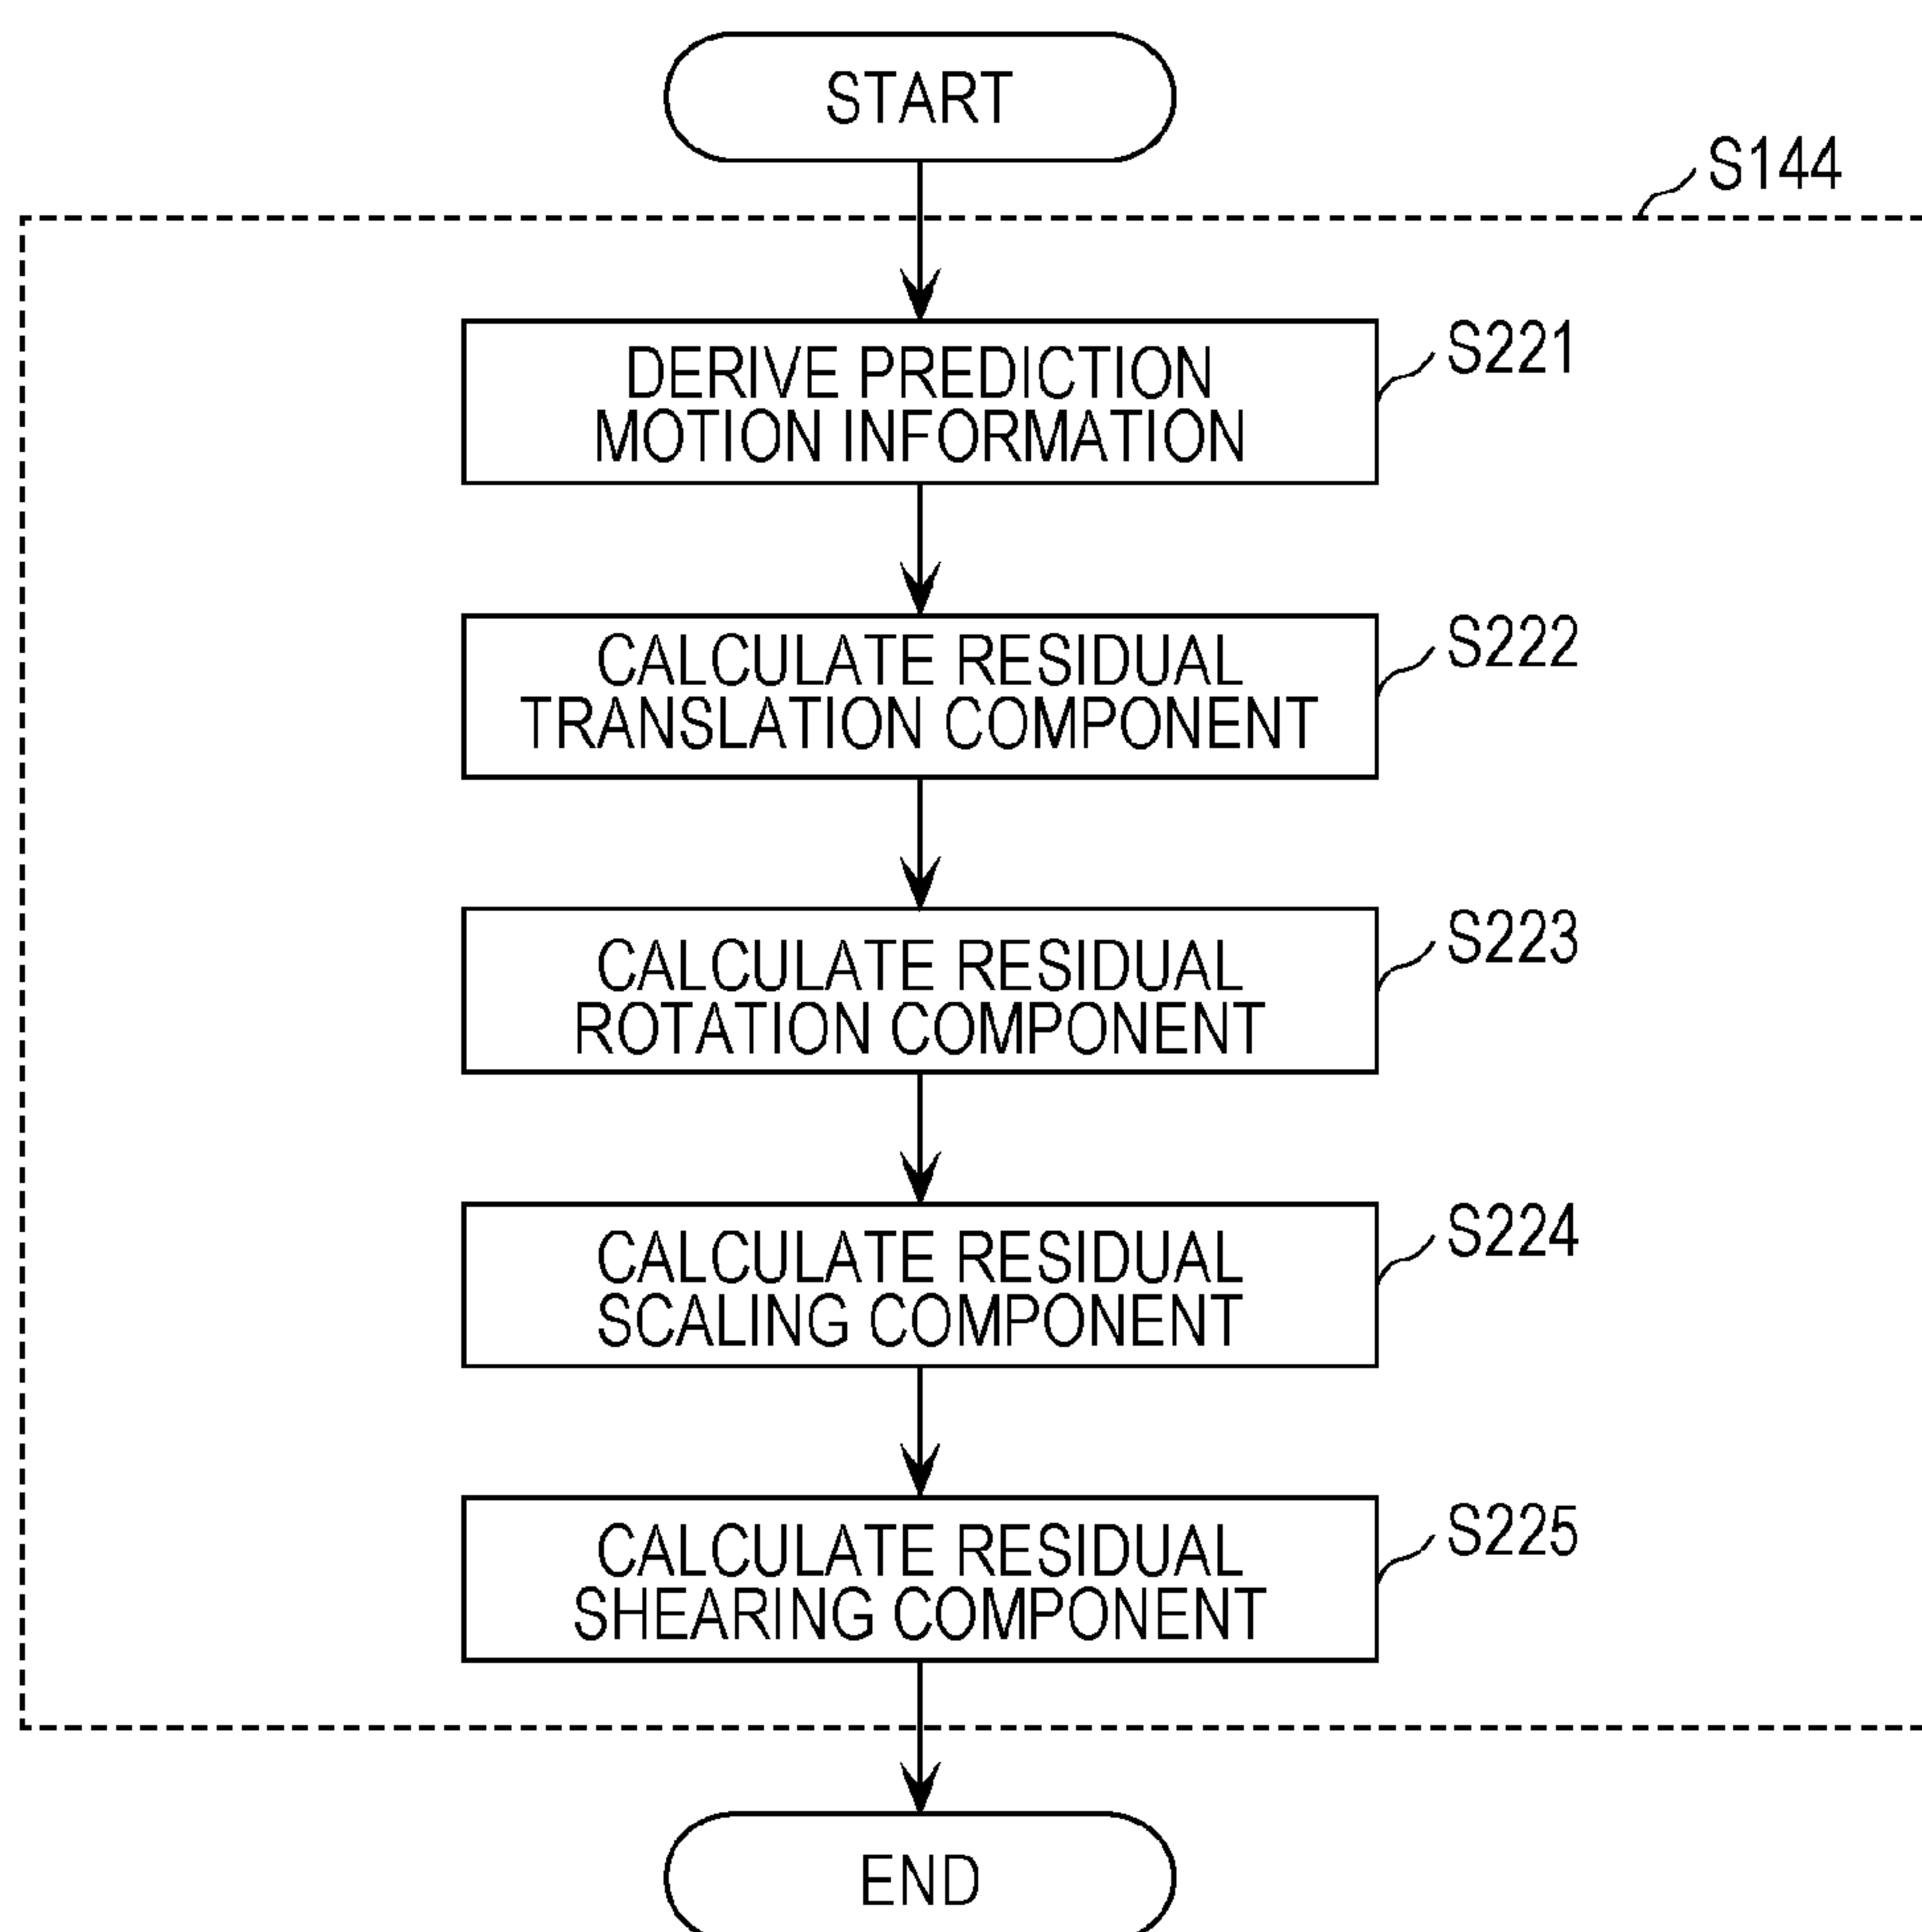 START
S144
DERIVE PREDICTION
MOTION INFORMATION
S221
CALCULATE RESIDUAL
TRANSLATION COMPONENT
S222
CALCULATE RESIDUAL
ROTATION COMPONENT
S223
CALCULATE RESIDUAL
SCALING COMPONENT
S224
CALCULATE RESIDUAL
SHEARING COMPONENT
S225
END